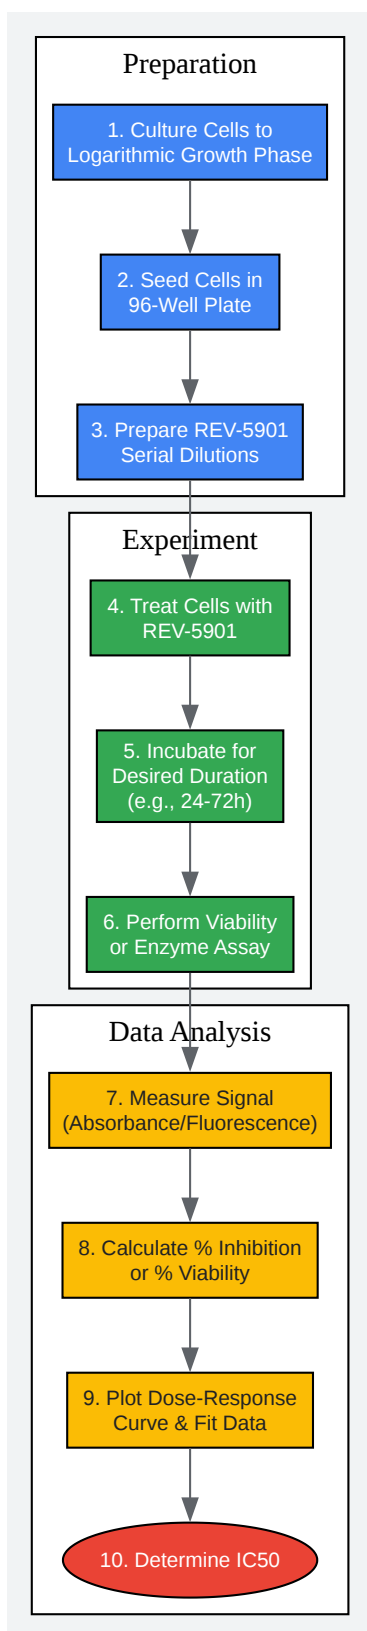 Preparation
1. Culture Cells to
Logarithmic Growth Phase
2. Seed Cells in
96-Well Plate
3. Prepare REV-5901
Serial Dilutions
Experiment
4. Treat Cells with
REV-5901
5. Incubate for
Desired Duration
(e.g., 24-72h)
6. Perform Viability
or Enzyme Assay
Data Analysis
7. Measure Signal
(Absorbance/Fluorescence)
8. Calculate % Inhibition
or % Viability
9. Plot Dose-Response
Curve & Fit Data
10. Determine IC50